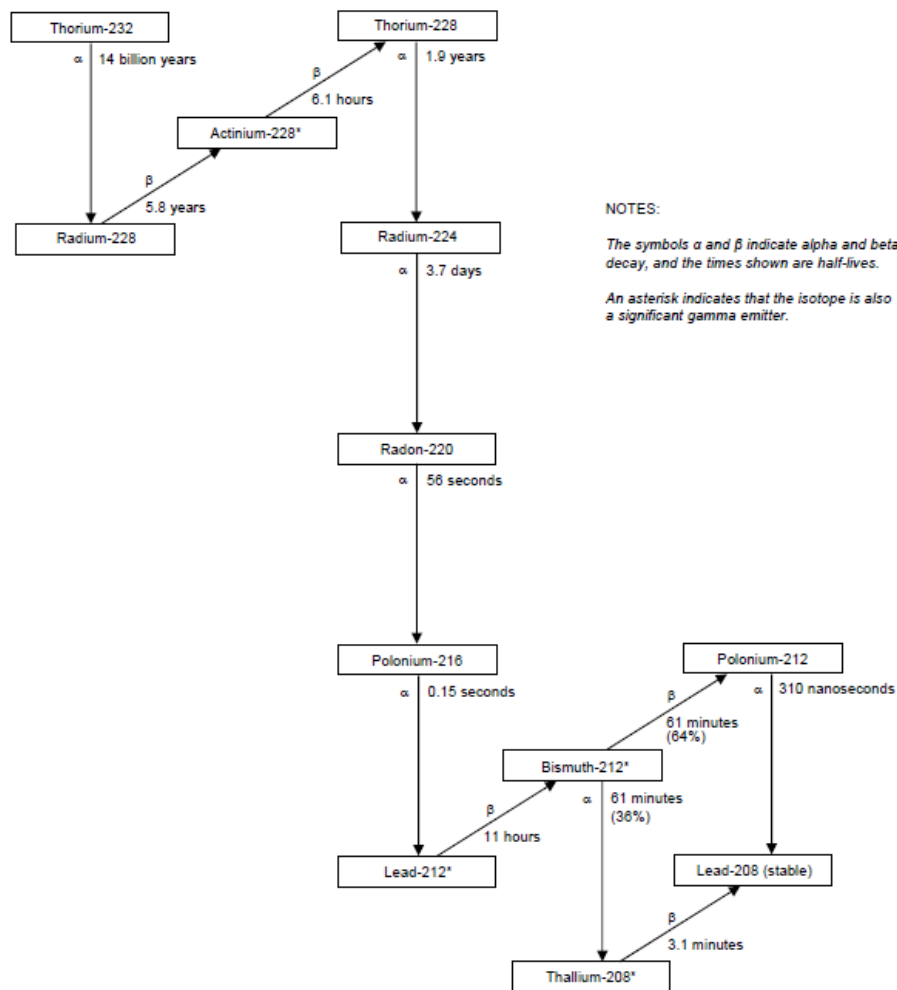 Thorium-232
Thorium-228
α 14 billion years
β
6.1 hours
α 1.9 years
Actinium-228*
β
5.8 years
Radium-228
Radium-224
α 3.7 days
NOTES:
The symbols α and β indicate alpha and beta
decay, and the times shown are half-lives.
An asterisk indicates that the isotope is also
a significant gamma emitter.
Radon-220
α 56 seconds
Polonium-216
α 0.15 seconds
Polonium-212
α 310 nanoseconds
β
61 minutes
(64%)
Bismuth-212*
α 61 minutes
(36%)
β
11 hours
Lead-212*
Lead-208 (stable)
β
3.1 minutes
Thallium-208*